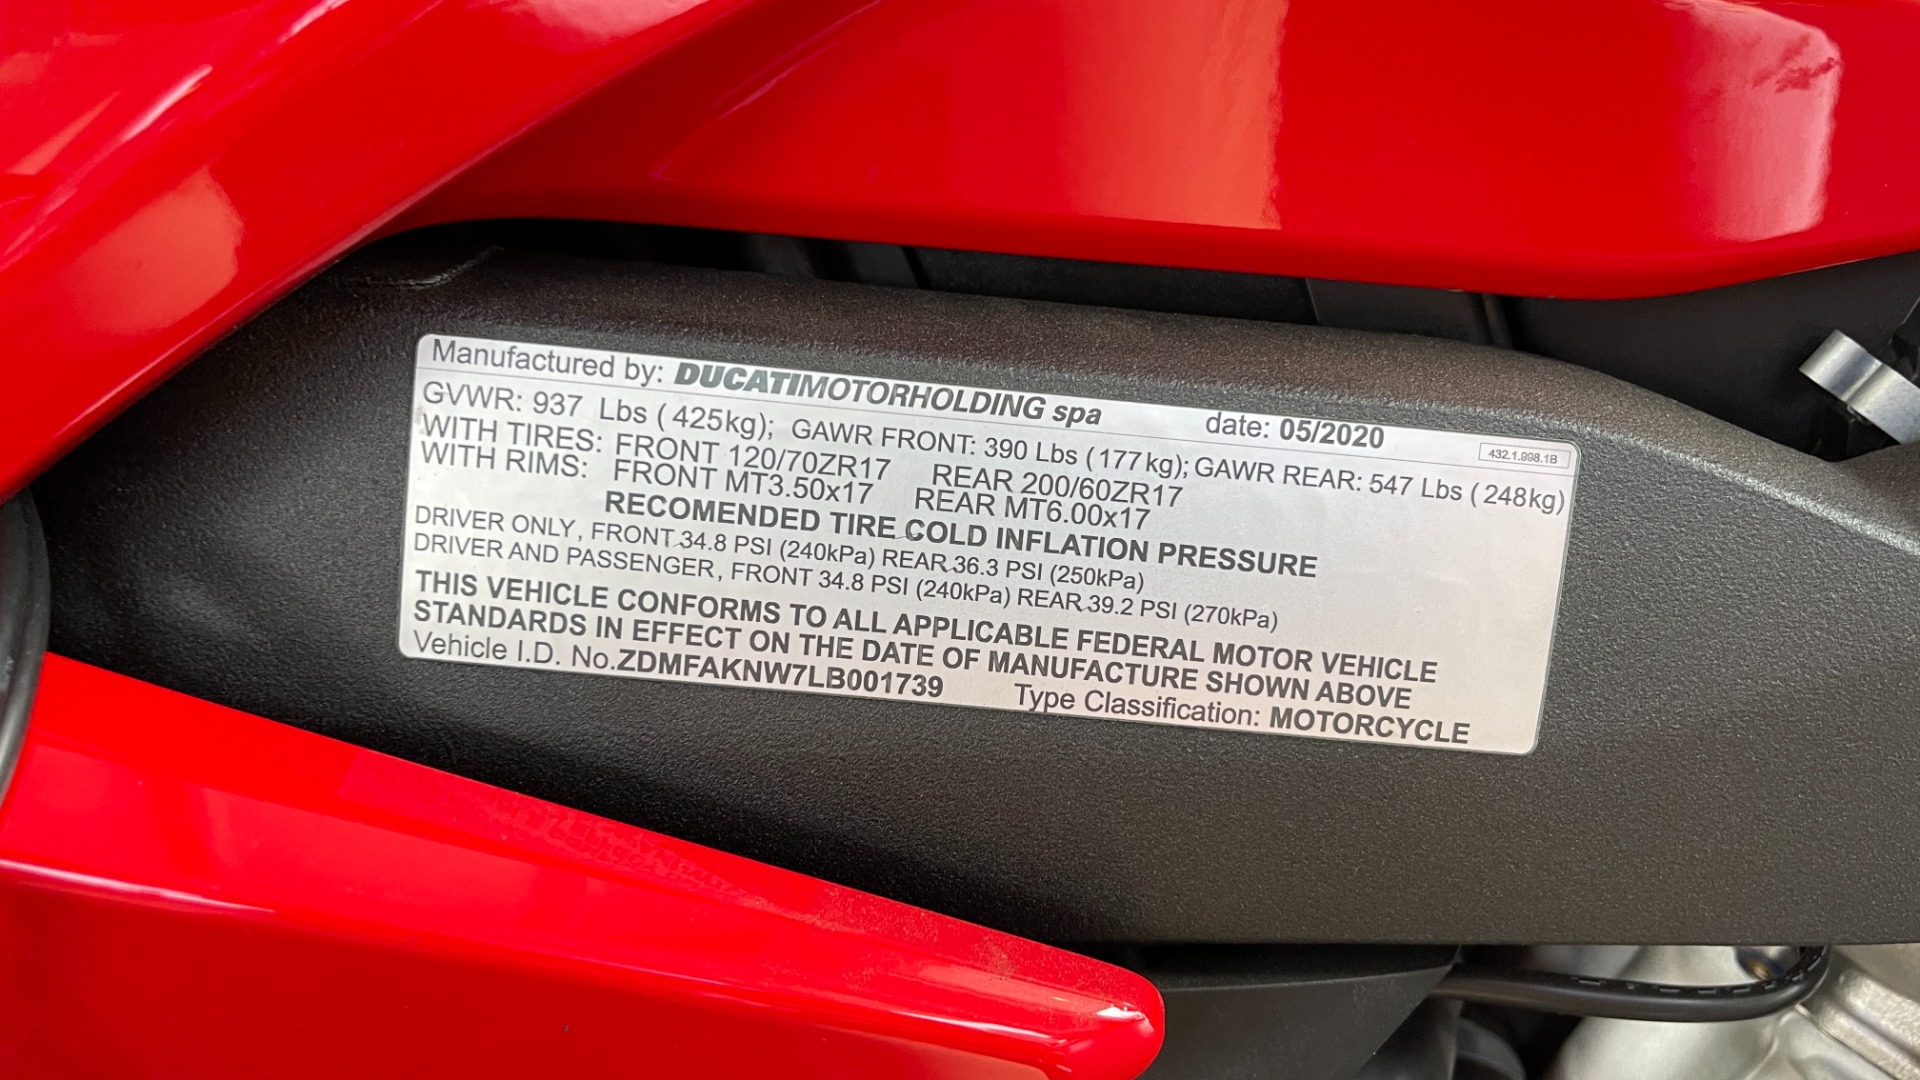 Manufactured by: DUCATIMOTORHOLDING spa date: 05/2020 432.1.998.1B
GVWR: 937 Lbs ( 425kg); GAWR FRONT: 390 Lbs ( 177kg); GAWR REAR: 547 Lbs ( 248kg)
WITH TIRES: FRONT 120/70ZR17 REAR 200/60ZR17
WITH RIMS: FRONT MT3.50x17 REAR MT6.00x17
RECOMENDED TIRE COLD INFLATION PRESSURE
DRIVER ONLY, FRONT 34.8 PSI (240kPa) REAR 36.3 PSI (250kPa)
DRIVER AND PASSENGER, FRONT 34.8 PSI (240kPa) REAR 39.2 PSI (270kPa)
THIS VEHICLE CONFORMS TO ALL APPLICABLE FEDERAL MOTOR VEHICLE
STANDARDS IN EFFECT ON THE DATE OF MANUFACTURE SHOWN ABOVE
Vehicle I.D. No.ZDMFAKNW7LB001739 Type Classification: MOTORCYCLE